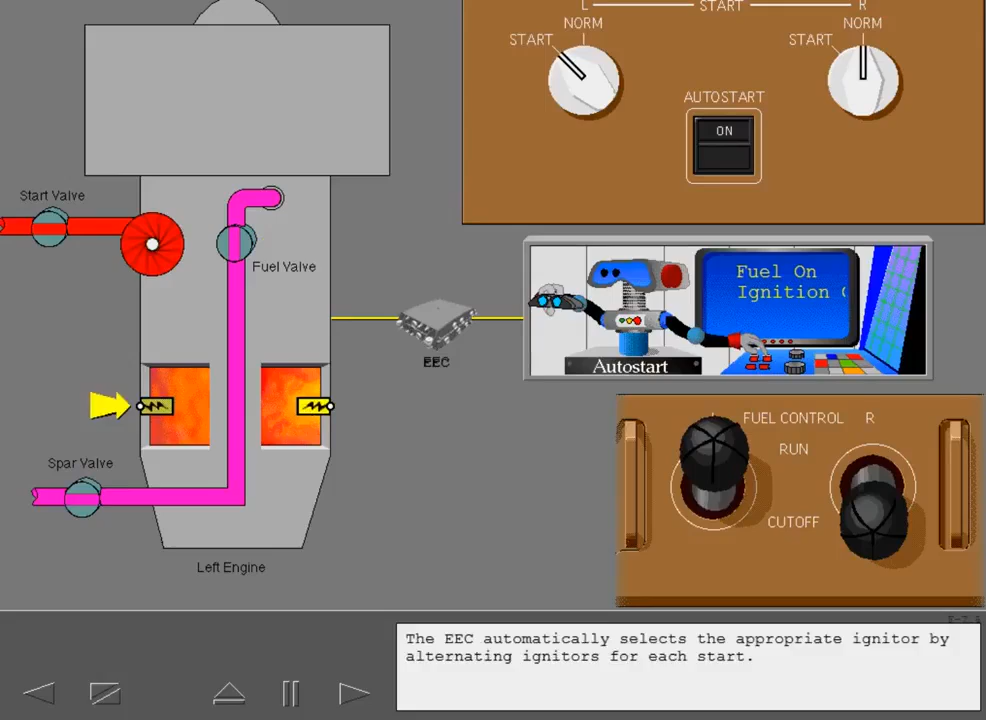 L START R
NORM NORM
START START
AUTOSTART
ON
Start Valve
Fuel Valve
Fuel On
Ignition
EEC
Autostart
FUEL CONTROL R
RUN
CUTOFF
Spar Valve
Left Engine
The EEC automatically selects the appropriate ignitor by
alternating ignitors for each start.